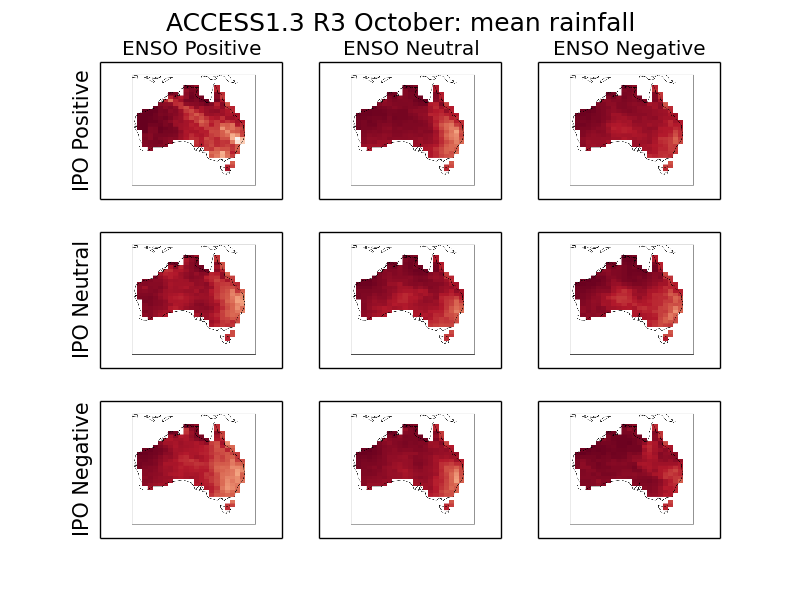 ACCESS1.3 R3 October: mean rainfall
ENSO Positive
ENSO Neutral
ENSO Negative
IPO Positive
IPO Neutral
IPO Negative